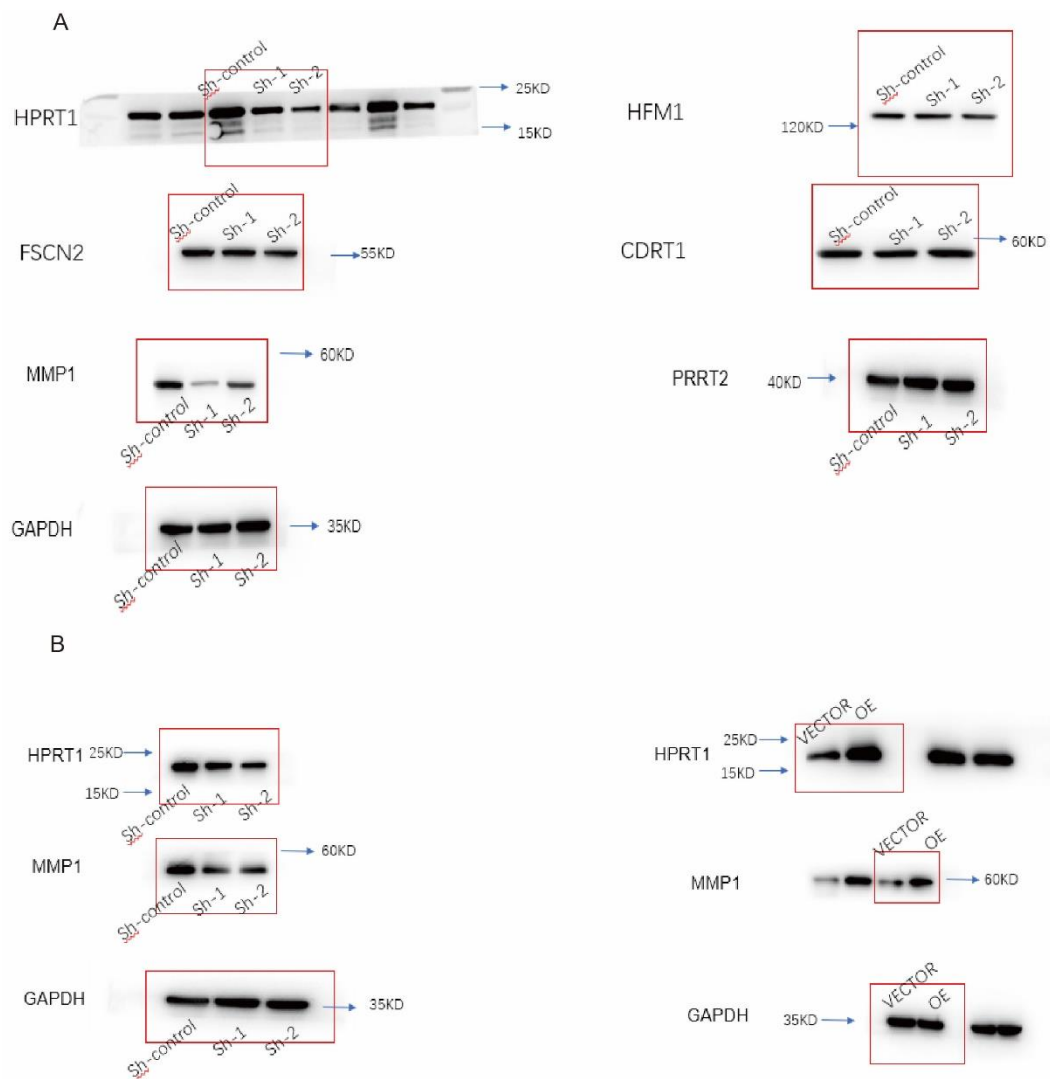 A
Sh-control Sh-1 Sh-2
HPRT1
25KD
15KD
Sh-control Sh-1 Sh-2
HFM1
120KD
Sh-control Sh-1 Sh-2
FSCN2
55KD
Sh-control Sh-1 Sh-2
CDRT1
60KD
MMP1
60KD
Sh-control Sh-1 Sh-2
PRRT2
40KD
Sh-control Sh-1 Sh-2
GAPDH
35KD
Sh-control Sh-1 Sh-2
B
HPRT1
25KD
15KD
Sh-control Sh-1 Sh-2
VECTOR OE
HPRT1
25KD
15KD
MMP1
60KD
Sh-control Sh-1 Sh-2
VECTOR OE
MMP1
60KD
GAPDH
35KD
Sh-control Sh-1 Sh-2
VECTOR OE
GAPDH
35KD